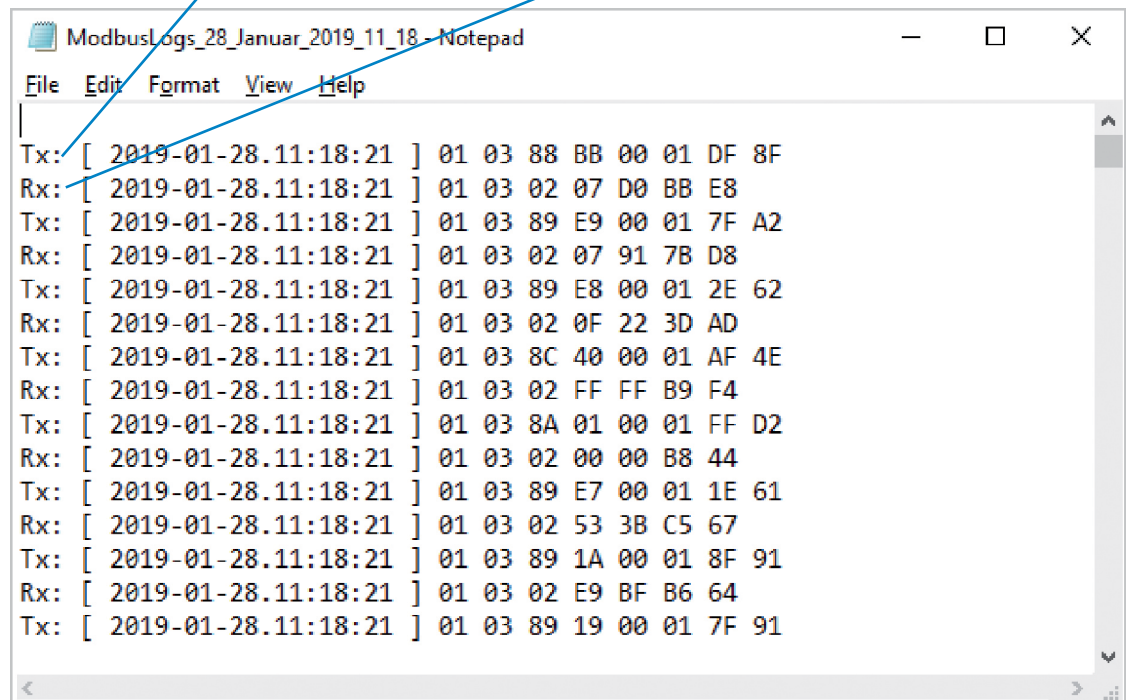 ModbusLogs_28_Januar_2019_11_18 - Notepad
File Edit Format View Help
Tx: [ 2019-01-28.11:18:21 ] 01 03 88 BB 00 01 DF 8F
Rx: [ 2019-01-28.11:18:21 ] 01 03 02 07 D0 BB E8
Tx: [ 2019-01-28.11:18:21 ] 01 03 89 E9 00 01 7F A2
Rx: [ 2019-01-28.11:18:21 ] 01 03 02 07 91 7B D8
Tx: [ 2019-01-28.11:18:21 ] 01 03 89 E8 00 01 2E 62
Rx: [ 2019-01-28.11:18:21 ] 01 03 02 0F 22 3D AD
Tx: [ 2019-01-28.11:18:21 ] 01 03 8C 40 00 01 AF 4E
Rx: [ 2019-01-28.11:18:21 ] 01 03 02 FF FF B9 F4
Tx: [ 2019-01-28.11:18:21 ] 01 03 8A 01 00 01 FF D2
Rx: [ 2019-01-28.11:18:21 ] 01 03 02 00 00 B8 44
Tx: [ 2019-01-28.11:18:21 ] 01 03 89 E7 00 01 1E 61
Rx: [ 2019-01-28.11:18:21 ] 01 03 02 53 3B C5 67
Tx: [ 2019-01-28.11:18:21 ] 01 03 89 1A 00 01 8F 91
Rx: [ 2019-01-28.11:18:21 ] 01 03 02 E9 BF B6 64
Tx: [ 2019-01-28.11:18:21 ] 01 03 89 19 00 01 7F 91